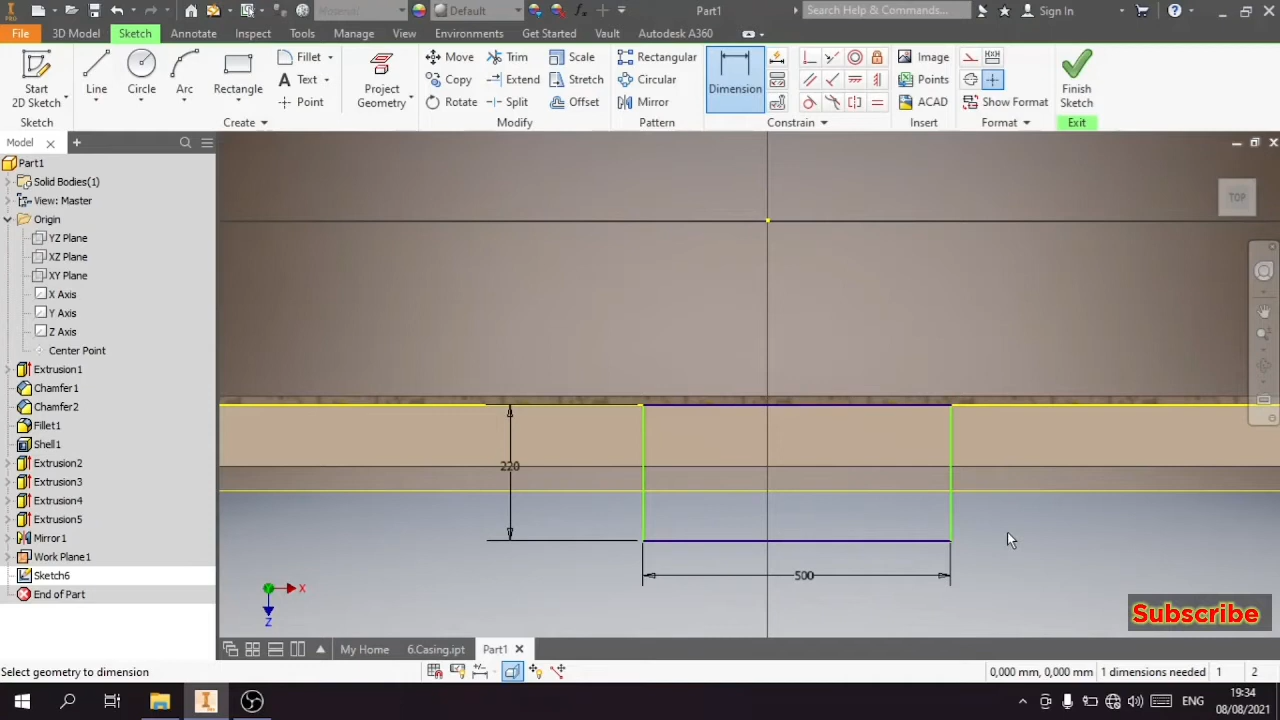 Material
Default
Part1
Search Help & Commands...
Sign In
File
3D Model
Sketch
Annotate
Inspect
Tools
Manage
View
Environments
Get Started
Vault
Autodesk A360
Start
2D Sketch
Line
Circle
Arc
Rectangle
Fillet
Text
Point
Project
Geometry
Move
Copy
Rotate
Trim
Extend
Split
Scale
Stretch
Offset
Rectangular
Circular
Mirror
Dimension
Image
Points
ACAD
Show Format
Finish
Sketch
Sketch
Create
Modify
Pattern
Constrain
Insert
Format
Exit
Model
Part1
Solid Bodies(1)
View: Master
Origin
YZ Plane
XZ Plane
XY Plane
X Axis
Y Axis
Z Axis
Center Point
Extrusion1
Chamfer1
Chamfer2
Fillet1
Shell1
Extrusion2
Extrusion3
Extrusion4
Extrusion5
Mirror1
Work Plane1
Sketch6
End of Part
TOP
220
500
X
Z
Subscribe
My Home
6.Casing.ipt
Part1
Select geometry to dimension
0,000 mm, 0,000 mm
1 dimensions needed
1
2
ENG
19:34
08/08/2021